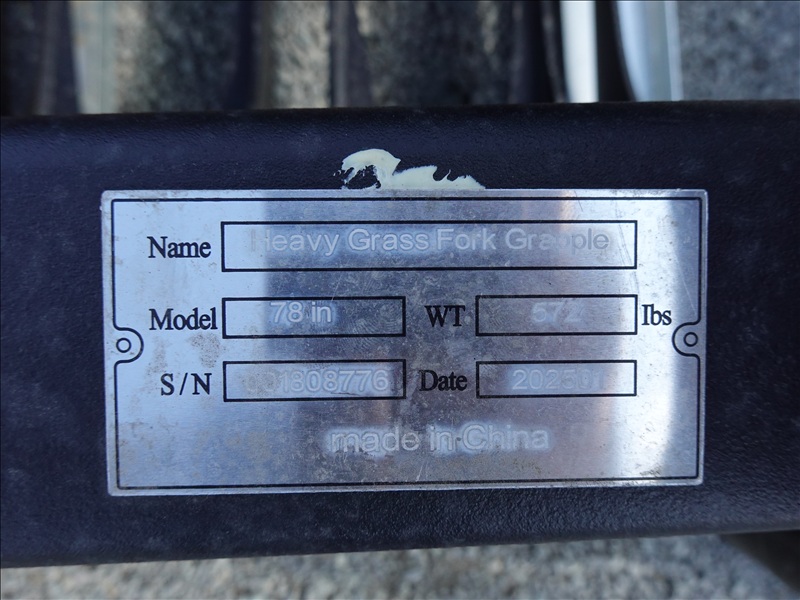 Name Heavy Grass Fork Grapple
Model 78 in WT 572 lbs
S/N Date
made in China